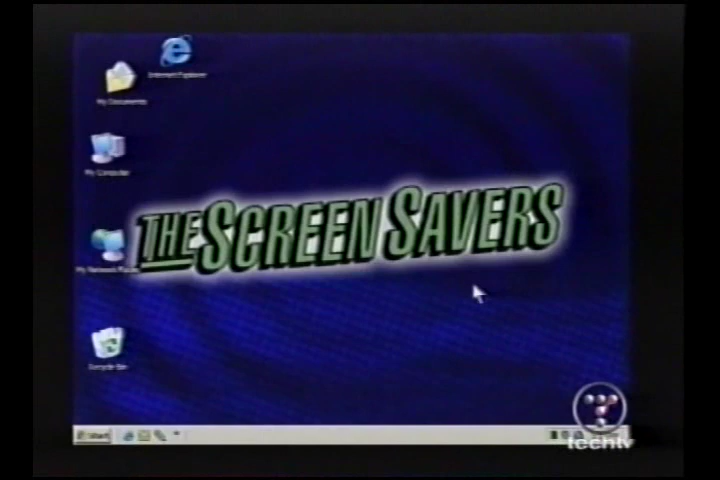 Internet Explorer
My Documents
My Computer
THE SCREEN SAVERS
My Network Places
Recycle Bin
Start
techtv